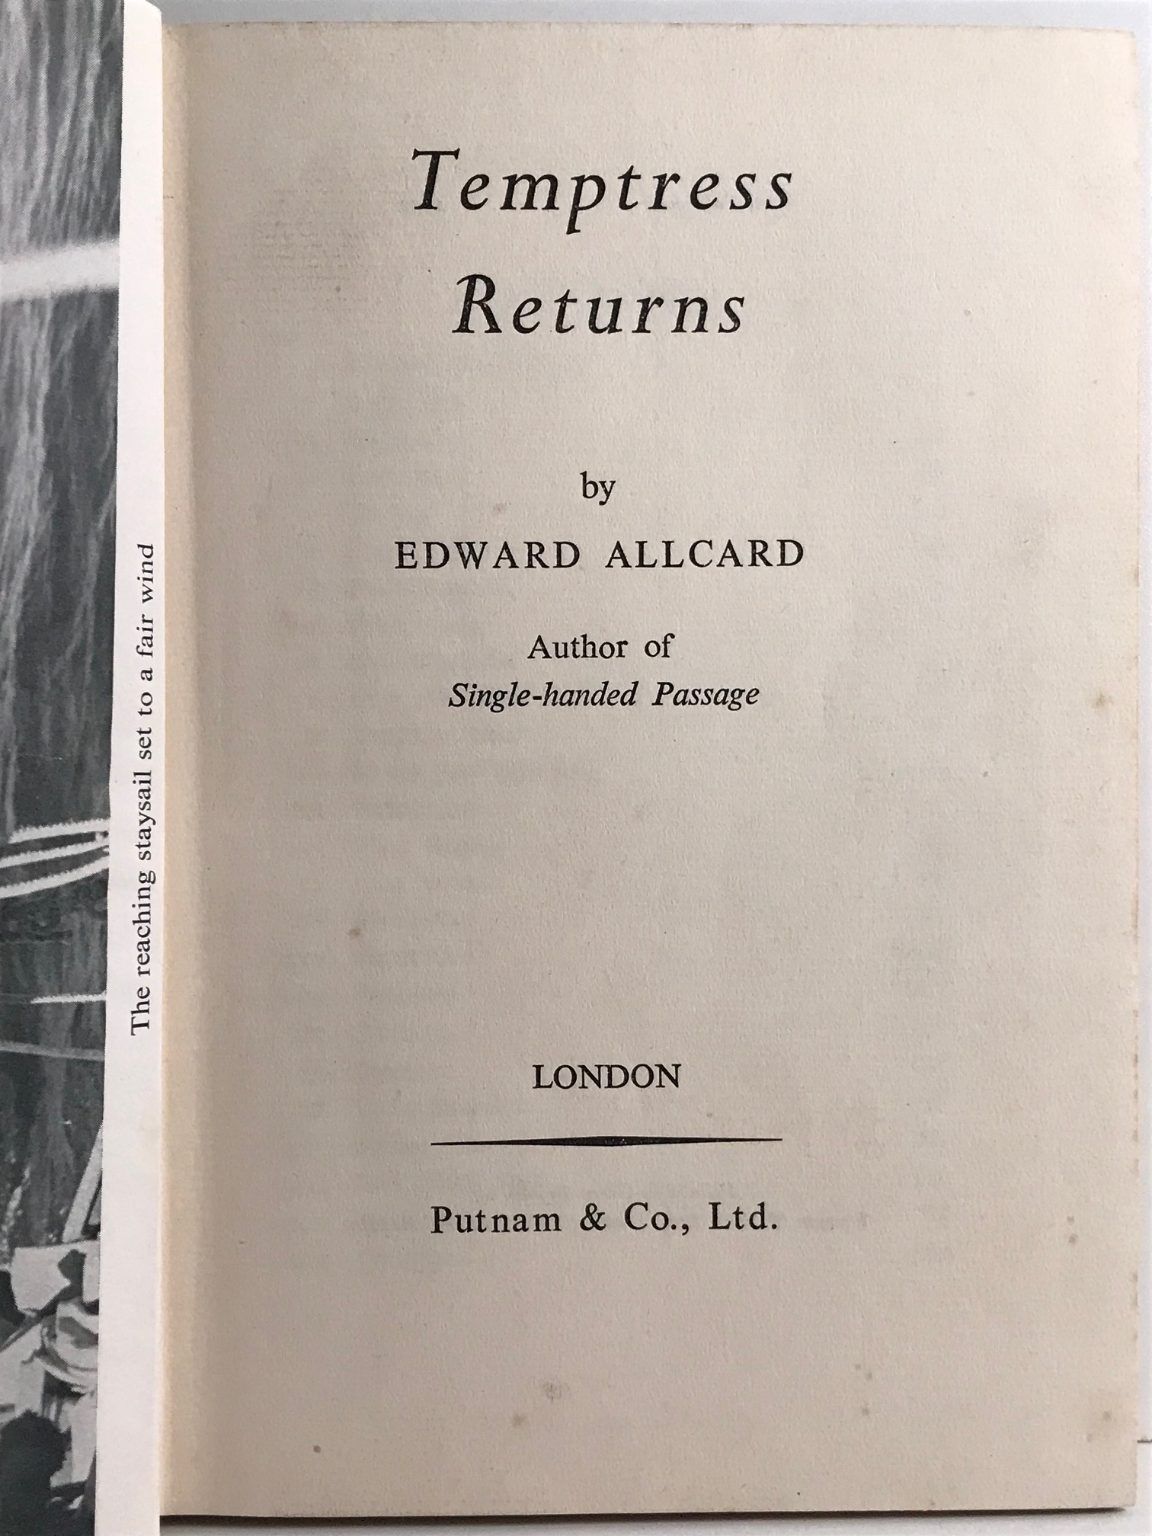 The reaching staysail set to a fair wind
Temptress
Returns
by
EDWARD ALLCARD
Author of
Single-handed Passage
LONDON
Putnam & Co., Ltd.